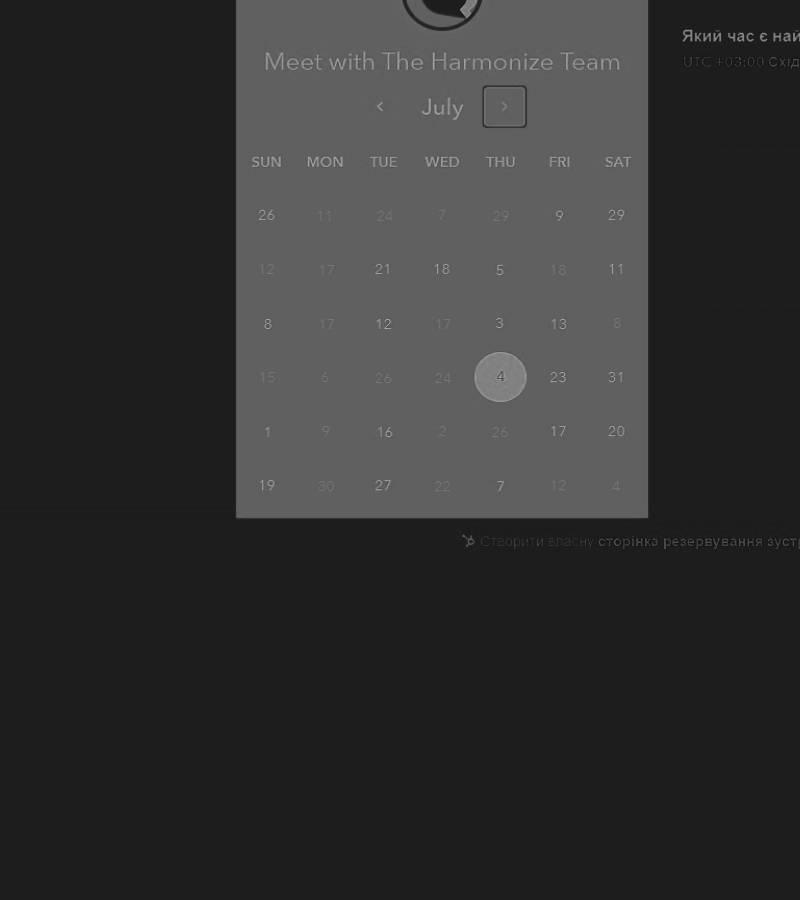 Який час є най
Meet with The Harmonize Team
UTC +03:00 Схід
July
SUN MON TUE WED THU FRI SAT
26 11 24 7 29 9 29
12 17 21 18 5 18 11
8 17 12 17 3 13 8
15 6 26 24 4 23 31
1 9 16 2 26 17 20
19 30 27 22 7 12 4
Створити власну сторінка резервування зустр